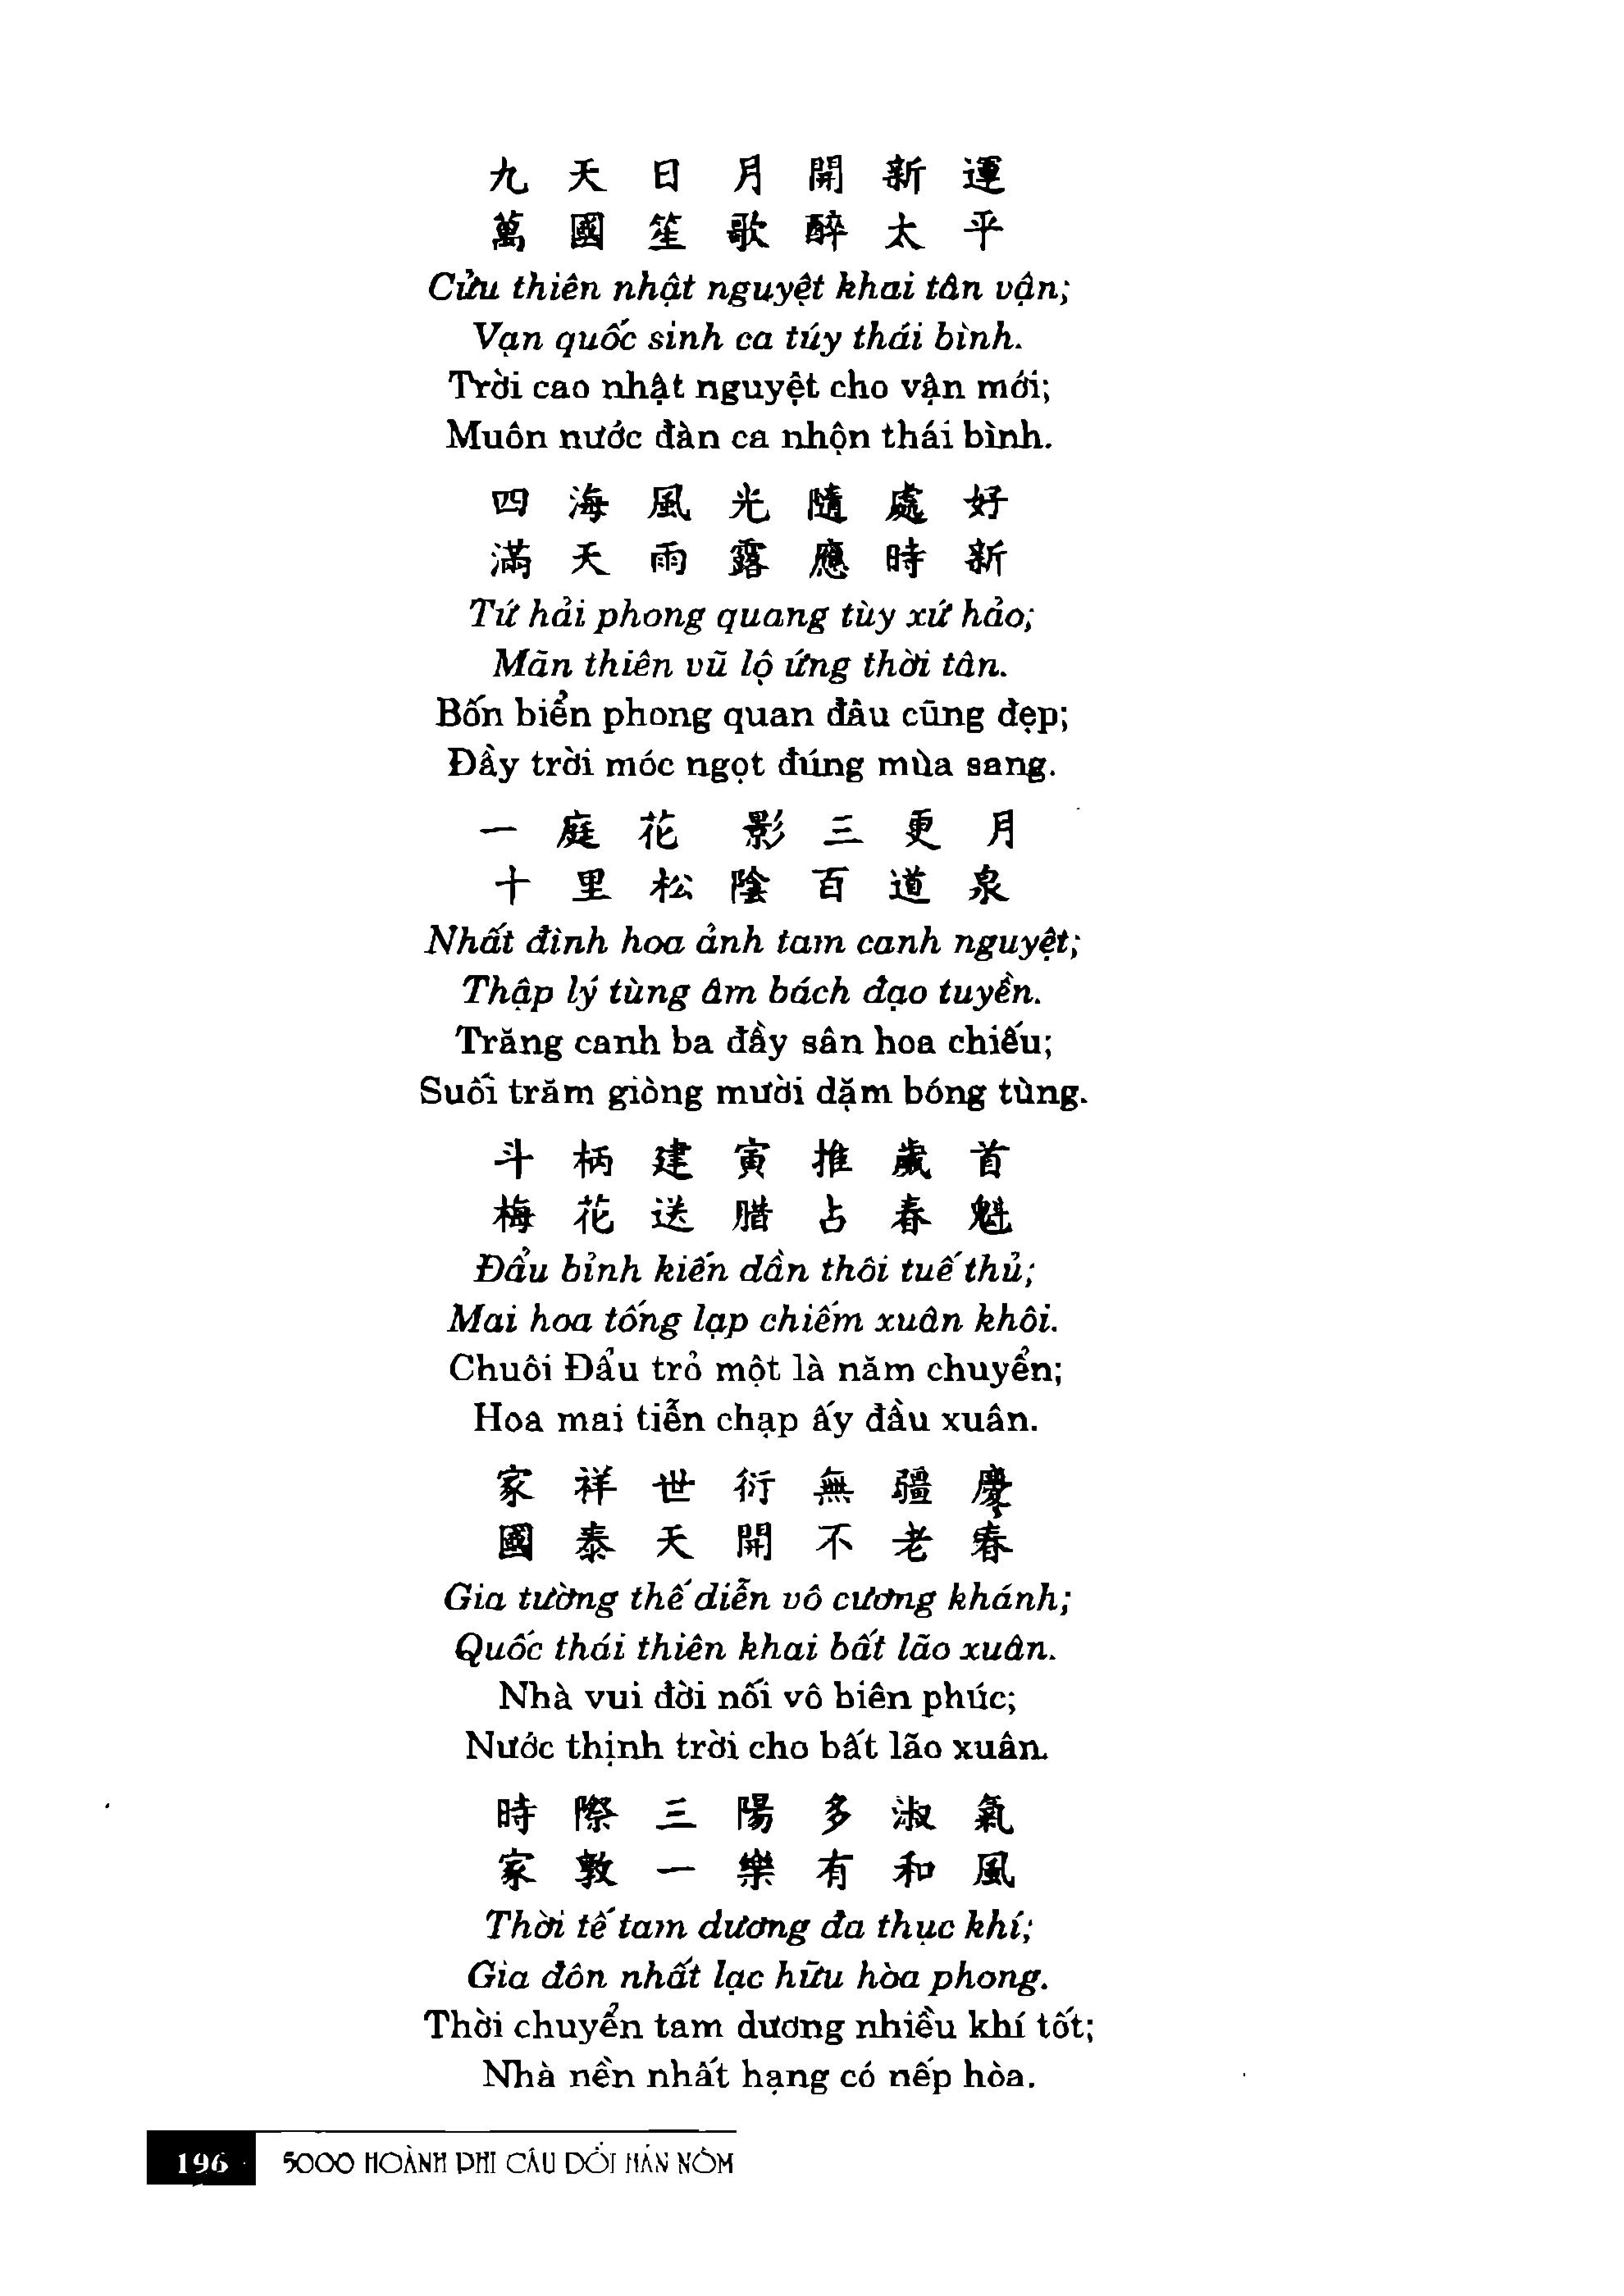 九天日月開新運
萬國笙歌醉太平
Cửu thiên nhật nguyệt khai tân vận;
Vạn quốc sinh ca túy thái bình.
Trời cao nhật nguyệt cho vận mới;
Muôn nước đàn ca nhộn thái bình.
四海風光隨處好
滿天雨露應時新
Tứ hải phong quang tùy xứ hảo;
Mãn thiên vũ lộ ứng thời tân.
Bốn biển phong quan đâu cũng đẹp;
Đầy trời móc ngọt đúng mùa sang.
一庭花影三更月
十里松陰百道泉
Nhất đình hoa ảnh tam canh nguyệt;
Thập lý tùng âm bách đạo tuyền.
Trăng canh ba đầy sân hoa chiếu;
Suối trăm giòng mười dặm bóng tùng.
斗柄建寅推歲首
梅花送腊占春魁
Đẩu bỉnh kiến dần thôi tuế thủ;
Mai hoa tống lạp chiếm xuân khôi.
Chuôi Đẩu trỏ một là năm chuyển;
Hoa mai tiễn chạp ấy đầu xuân.
家祥世衍無疆慶
國泰天開不老春
Gia tường thế diễn vô cương khánh;
Quốc thái thiên khai bất lão xuân.
Nhà vui đời nối vô biên phúc;
Nước thịnh trời cho bất lão xuân.
時際三陽多淑氣
家敦一樂有和風
Thời tế tam dương đa thục khí;
Gia đôn nhất lạc hữu hòa phong.
Thời chuyển tam dương nhiều khí tốt;
Nhà nền nhất hạng có nếp hòa.
196 5000 HOÀNH PHI CÂU ĐỐI HÁN NÔM